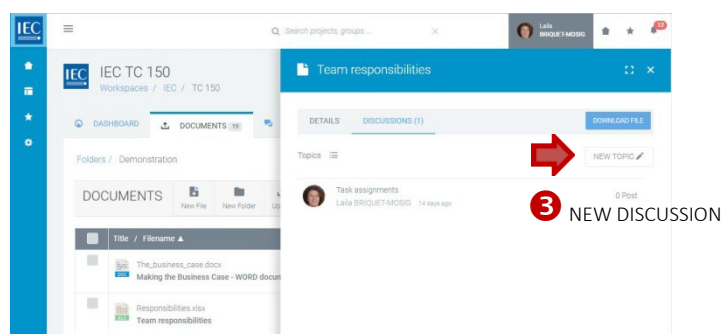 IEC
Search projects, groups...
Laila
BRIQUET-MOSIG
12
IEC
IEC TC 150
Workspaces / IEC / TC 150
DASHBOARD
DOCUMENTS 19
Folders / Demonstration
DOCUMENTS
New File
New Folder
Title / Filename ▲
DOC
The_business_case.docx
Making the Business Case - WORD docum
XLS
Responsibilities.xlsx
Team responsibilities
Team responsibilities
DETAILS
DISCUSSIONS (1)
DOWNLOAD FILE
Topics
NEW TOPIC
Task assignments
Laila BRIQUET-MOSIG 14 days ago
0 Post
3 NEW DISCUSSION